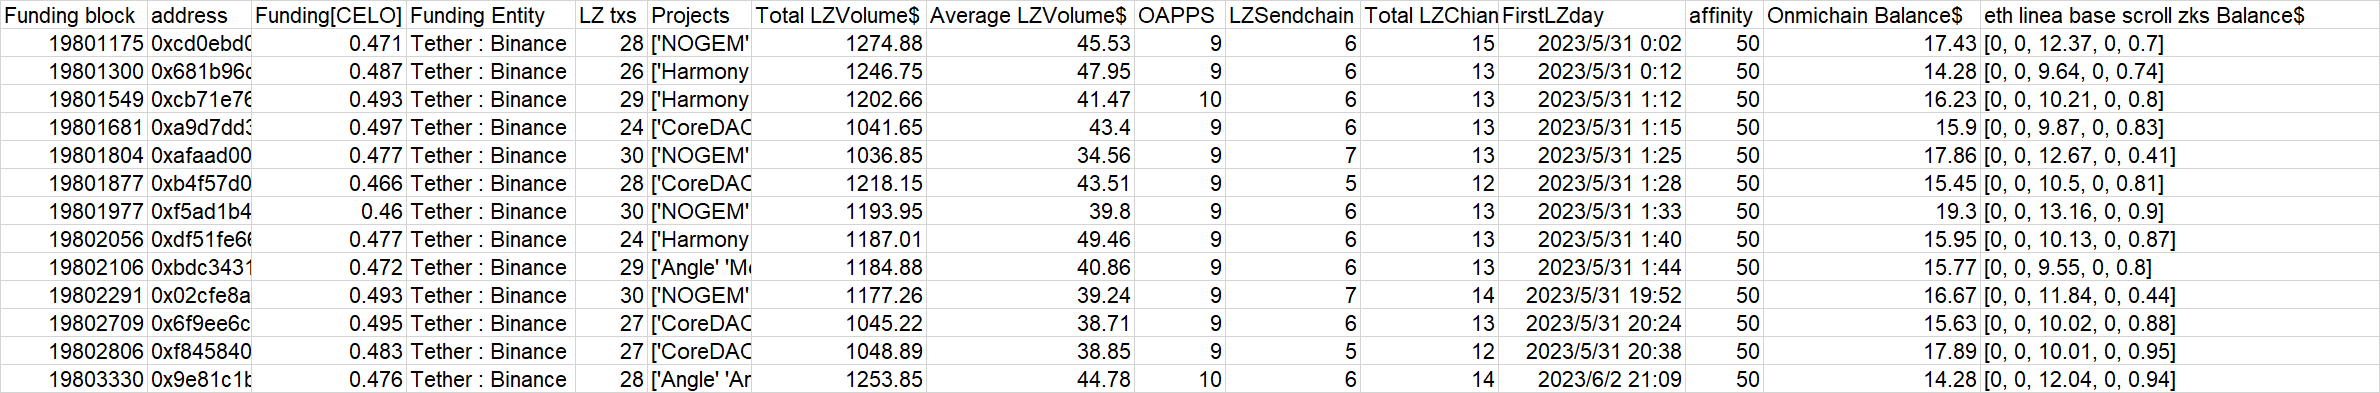 Funding block address Funding[CELO] Funding Entity LZ txs Projects Total LZVolume$ Average LZVolume$ OAPPS LZSendchain Total LZChian FirstLZday affinity Onmichain Balance$ eth linea base scroll zks Balance$
19801175 0xcd0ebd0 0.471 Tether : Binance 28 ['NOGEM' 1274.88 45.53 9 6 15 2023/5/31 0:02 50 17.43 [0, 0, 12.37, 0, 0.7]
19801300 0x681b96c 0.487 Tether : Binance 26 ['Harmony 1246.75 47.95 9 6 13 2023/5/31 0:12 50 14.28 [0, 0, 9.64, 0, 0.74]
19801549 0xcb71e76 0.493 Tether : Binance 29 ['Harmony 1202.66 41.47 10 6 13 2023/5/31 1:12 50 16.23 [0, 0, 10.21, 0, 0.8]
19801681 0xa9d7dd3 0.497 Tether : Binance 24 ['CoreDAO 1041.65 43.4 9 6 13 2023/5/31 1:15 50 15.9 [0, 0, 9.87, 0, 0.83]
19801804 0xafaad00 0.477 Tether : Binance 30 ['NOGEM' 1036.85 34.56 9 7 13 2023/5/31 1:25 50 17.86 [0, 0, 12.67, 0, 0.41]
19801877 0xb4f57d0 0.466 Tether : Binance 28 ['CoreDAO 1218.15 43.51 9 5 12 2023/5/31 1:28 50 15.45 [0, 0, 10.5, 0, 0.81]
19801977 0xf5ad1b4 0.46 Tether : Binance 30 ['NOGEM' 1193.95 39.8 9 6 13 2023/5/31 1:33 50 19.3 [0, 0, 13.16, 0, 0.9]
19802056 0xdf51fe66 0.477 Tether : Binance 24 ['Harmony 1187.01 49.46 9 6 13 2023/5/31 1:40 50 15.95 [0, 0, 10.13, 0, 0.87]
19802106 0xbdc3431 0.472 Tether : Binance 29 ['Angle' 'Me 1184.88 40.86 9 6 13 2023/5/31 1:44 50 15.77 [0, 0, 9.55, 0, 0.8]
19802291 0x02cfe8a 0.493 Tether : Binance 30 ['NOGEM' 1177.26 39.24 9 7 14 2023/5/31 19:52 50 16.67 [0, 0, 11.84, 0, 0.44]
19802709 0x6f9ee6c 0.495 Tether : Binance 27 ['CoreDAO 1045.22 38.71 9 6 13 2023/5/31 20:24 50 15.63 [0, 0, 10.02, 0, 0.88]
19802806 0xf845840 0.483 Tether : Binance 27 ['CoreDAO 1048.89 38.85 9 5 12 2023/5/31 20:38 50 17.89 [0, 0, 10.01, 0, 0.95]
19803330 0x9e81c1b 0.476 Tether : Binance 28 ['Angle' 'Ar 1253.85 44.78 10 6 14 2023/6/2 21:09 50 14.28 [0, 0, 12.04, 0, 0.94]